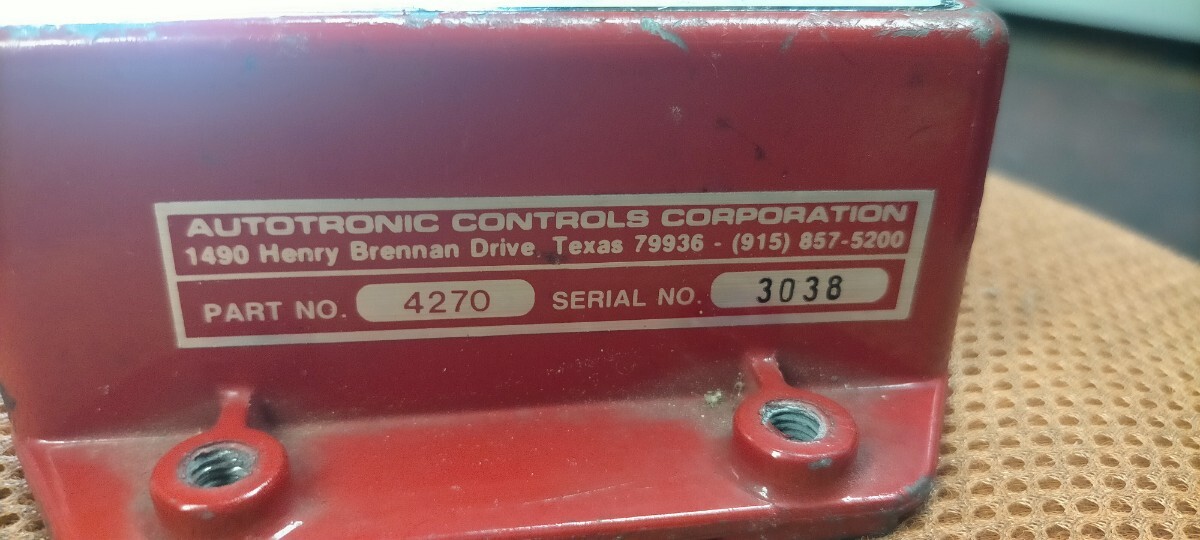 AUTOTRONIC CONTROLS CORPORATION
1490 Henry Brennan Drive, Texas 79936 - (915) 857-5200
PART NO. 4270 SERIAL NO. 3038